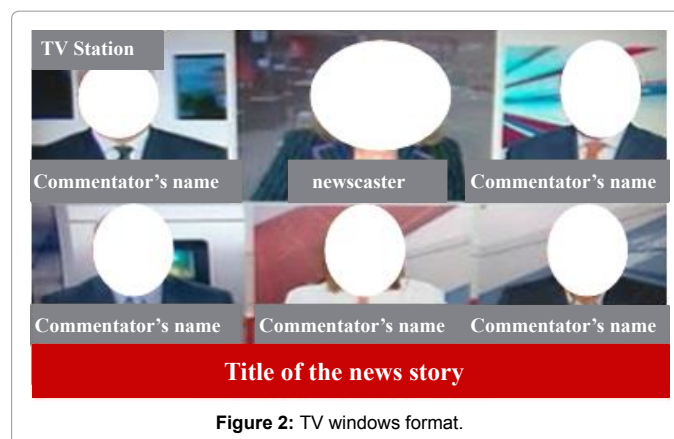 TV Station
Commentator's name
newscaster
Commentator's name
Commentator's name
Commentator's name
Commentator's name
Title of the news story
Figure 2: TV windows format.